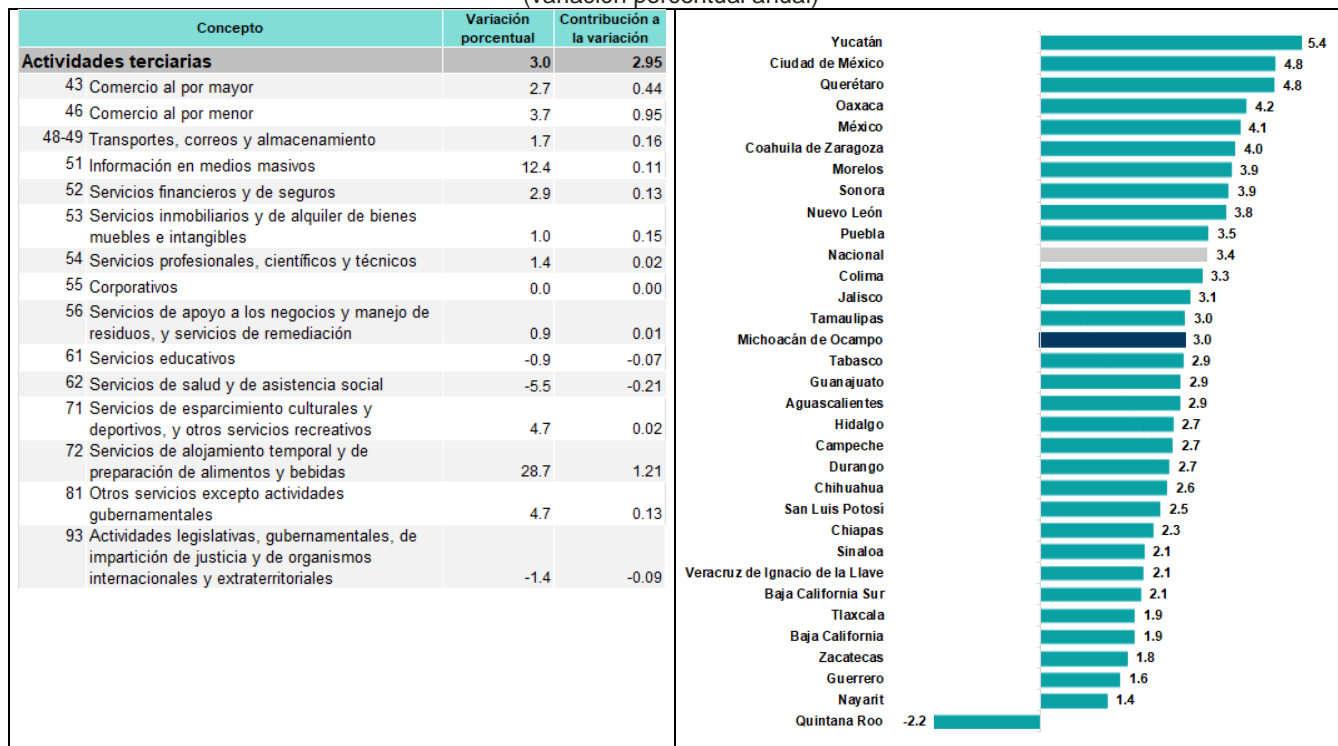 (variación porcentual anual)
Concepto Variación porcentual Contribución a la variación
Actividades terciarias 3.0 2.95
43 Comercio al por mayor 2.7 0.44
46 Comercio al por menor 3.7 0.95
48-49 Transportes, correos y almacenamiento 1.7 0.16
51 Información en medios masivos 12.4 0.11
52 Servicios financieros y de seguros 2.9 0.13
53 Servicios inmobiliarios y de alquiler de bienes
muebles e intangibles 1.0 0.15
54 Servicios profesionales, científicos y técnicos 1.4 0.02
55 Corporativos 0.0 0.00
56 Servicios de apoyo a los negocios y manejo de
residuos, y servicios de remediación 0.9 0.01
61 Servicios educativos -0.9 -0.07
62 Servicios de salud y de asistencia social -5.5 -0.21
71 Servicios de esparcimiento culturales y
deportivos, y otros servicios recreativos 4.7 0.02
72 Servicios de alojamiento temporal y de
preparación de alimentos y bebidas 28.7 1.21
81 Otros servicios excepto actividades
gubernamentales 4.7 0.13
93 Actividades legislativas, gubernamentales, de
impartición de justicia y de organismos
internacionales y extraterritoriales -1.4 -0.09
Yucatán 5.4
Ciudad de México 4.8
Querétaro 4.8
Oaxaca 4.2
México 4.1
Coahuila de Zaragoza 4.0
Morelos 3.9
Sonora 3.9
Nuevo León 3.8
Puebla 3.5
Nacional 3.4
Colima 3.3
Jalisco 3.1
Tamaulipas 3.0
Michoacán de Ocampo 3.0
Tabasco 2.9
Guanajuato 2.9
Aguascalientes 2.9
Hidalgo 2.7
Campeche 2.7
Durango 2.7
Chihuahua 2.6
San Luis Potosí 2.5
Chiapas 2.3
Sinaloa 2.1
Veracruz de Ignacio de la Llave 2.1
Baja California Sur 2.1
Tlaxcala 1.9
Baja California 1.9
Zacatecas 1.8
Guerrero 1.6
Nayarit 1.4
Quintana Roo -2.2